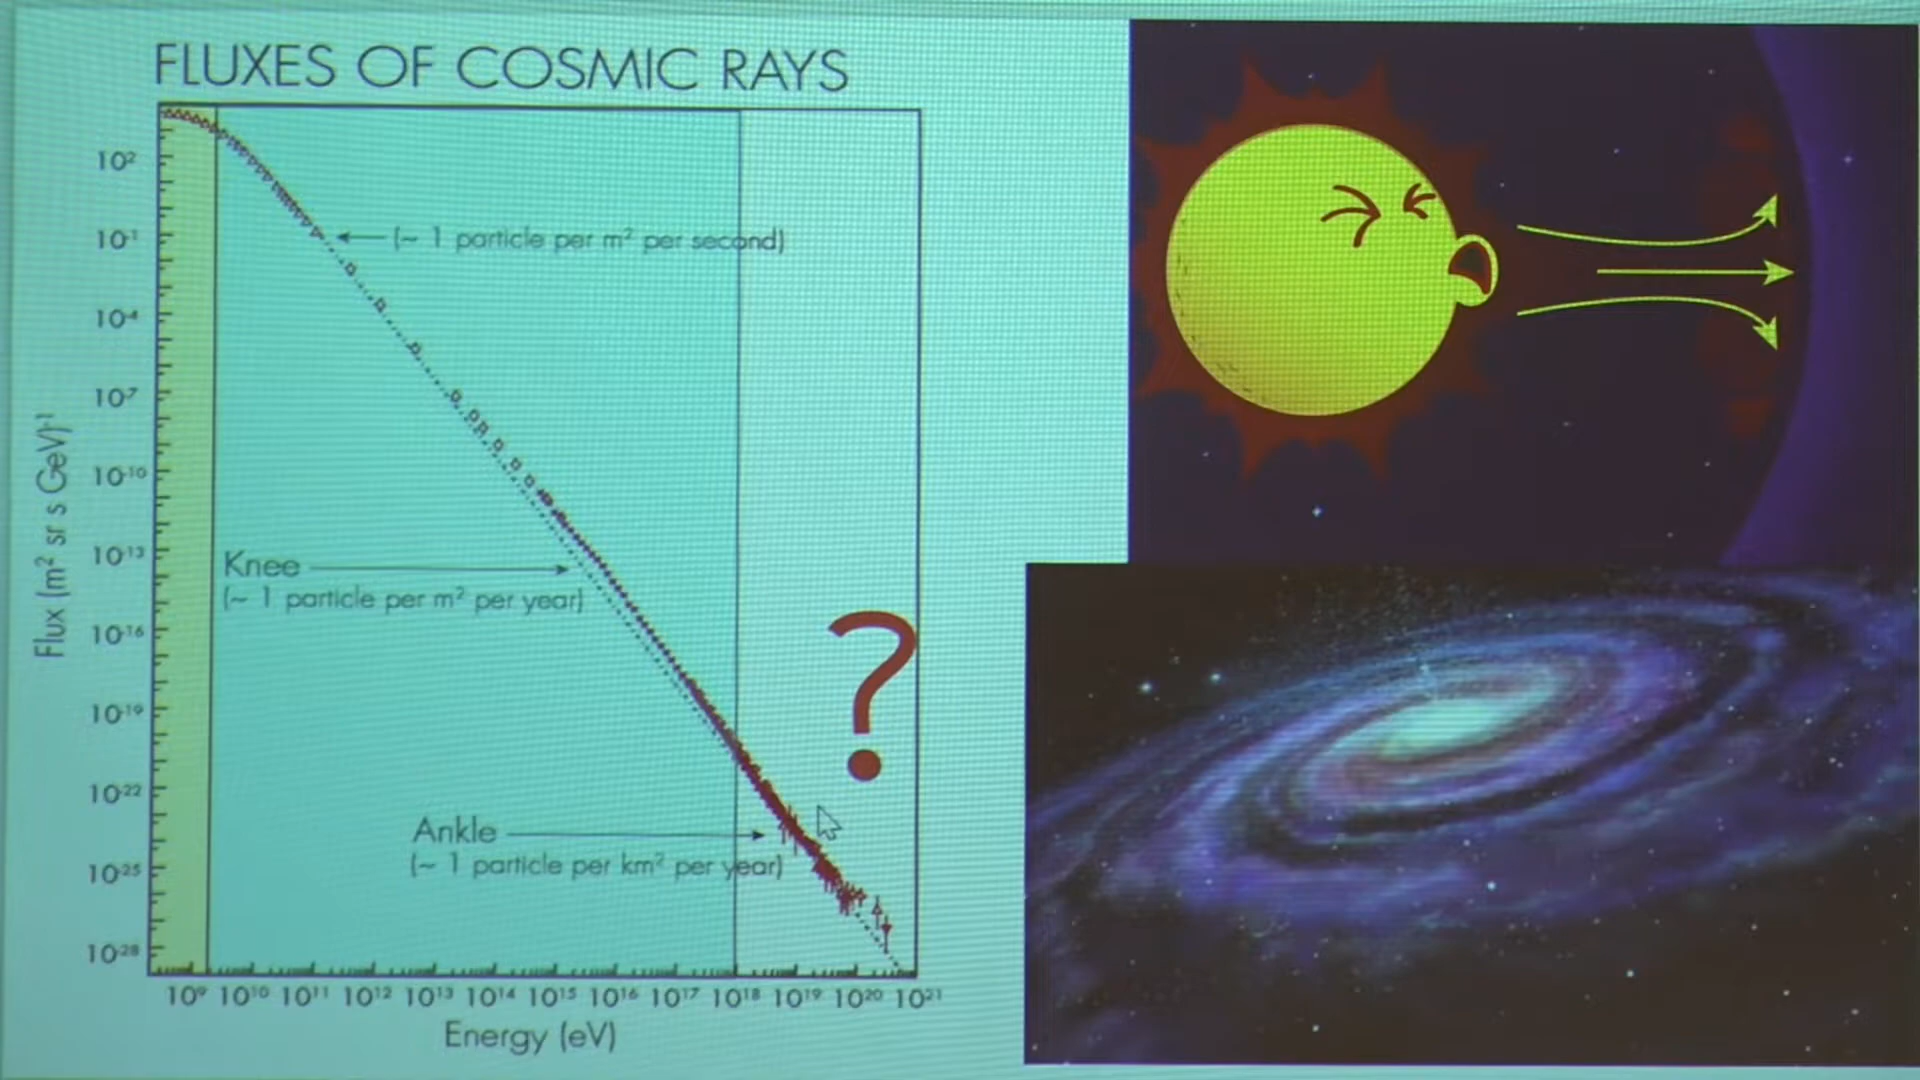 FLUXES OF COSMIC RAYS
10²
10⁻¹
10⁻⁴
10⁻⁷
10⁻¹⁰
10⁻¹³
10⁻¹⁶
10⁻¹⁹
10⁻²²
10⁻²⁵
10⁻²⁸
Flux (m² sr s GeV)⁻¹
(~ 1 particle per m² per second)
Knee
(~ 1 particle per m² per year)
?
Ankle
(~ 1 particle per km² per year)
10⁹ 10¹⁰ 10¹¹ 10¹² 10¹³ 10¹⁴ 10¹⁵ 10¹⁶ 10¹⁷ 10¹⁸ 10¹⁹ 10²⁰ 10²¹
Energy (eV)